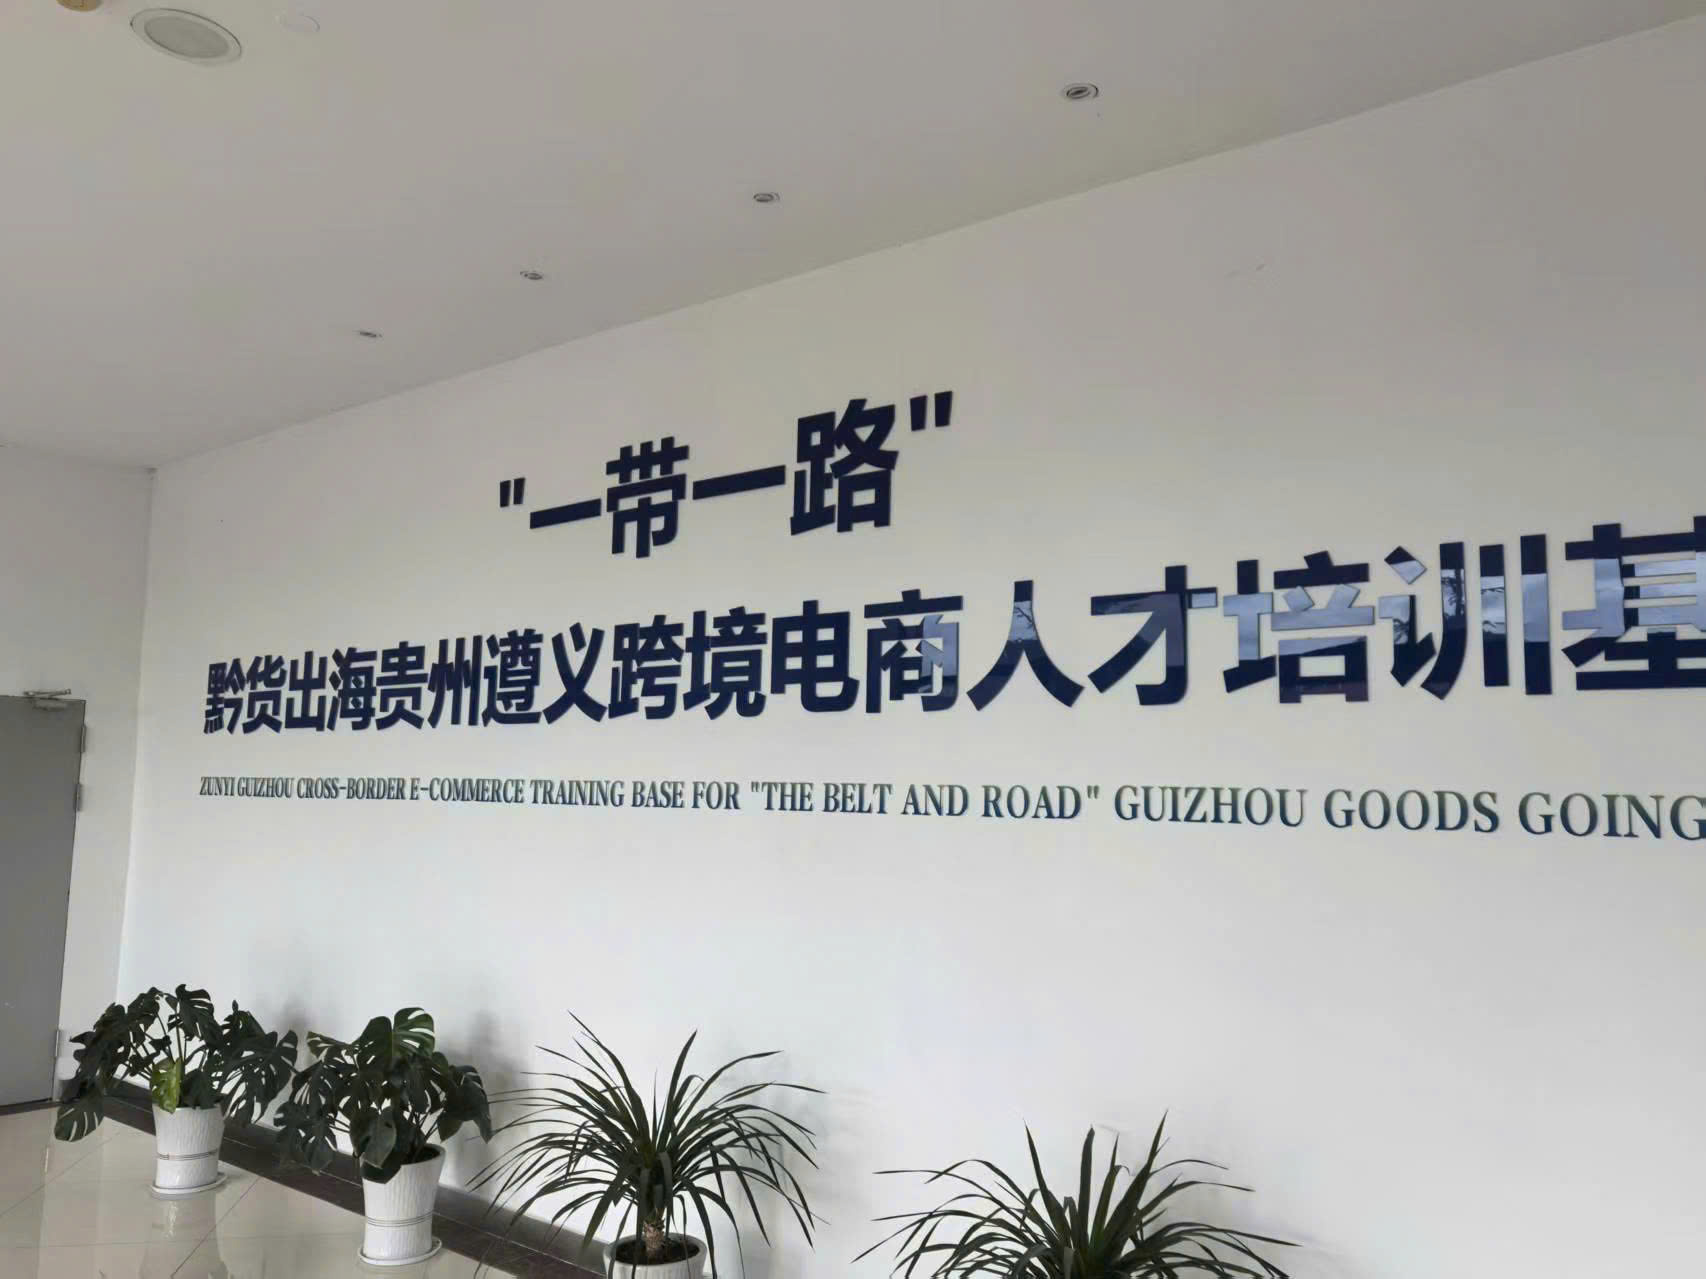 "一带一路"
黔货出海贵州遵义跨境电商人才培训基
ZUNYI GUIZHOU CROSS-BORDER E-COMMERCE TRAINING BASE FOR "THE BELT AND ROAD" GUIZHOU GOODS GOING